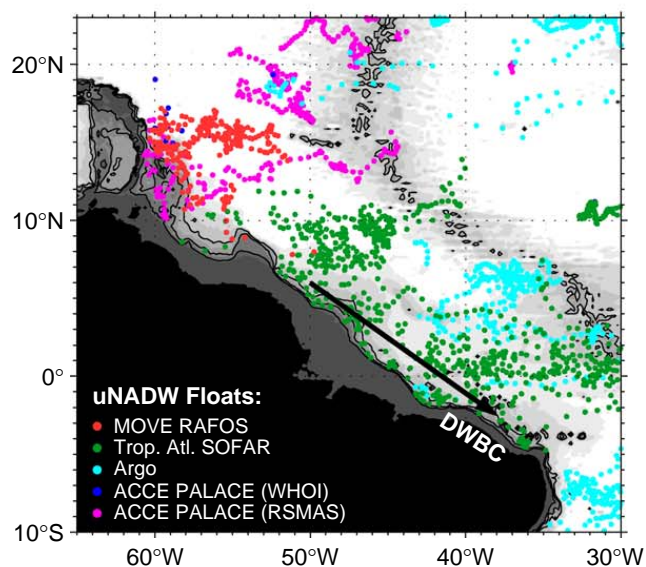 20°N
10°N
0°
10°S
uNADW Floats:
MOVE RAFOS
Trop. Atl. SOFAR
Argo
ACCE PALACE (WHOI)
ACCE PALACE (RSMAS)
DWBC
60°W
50°W
40°W
30°W